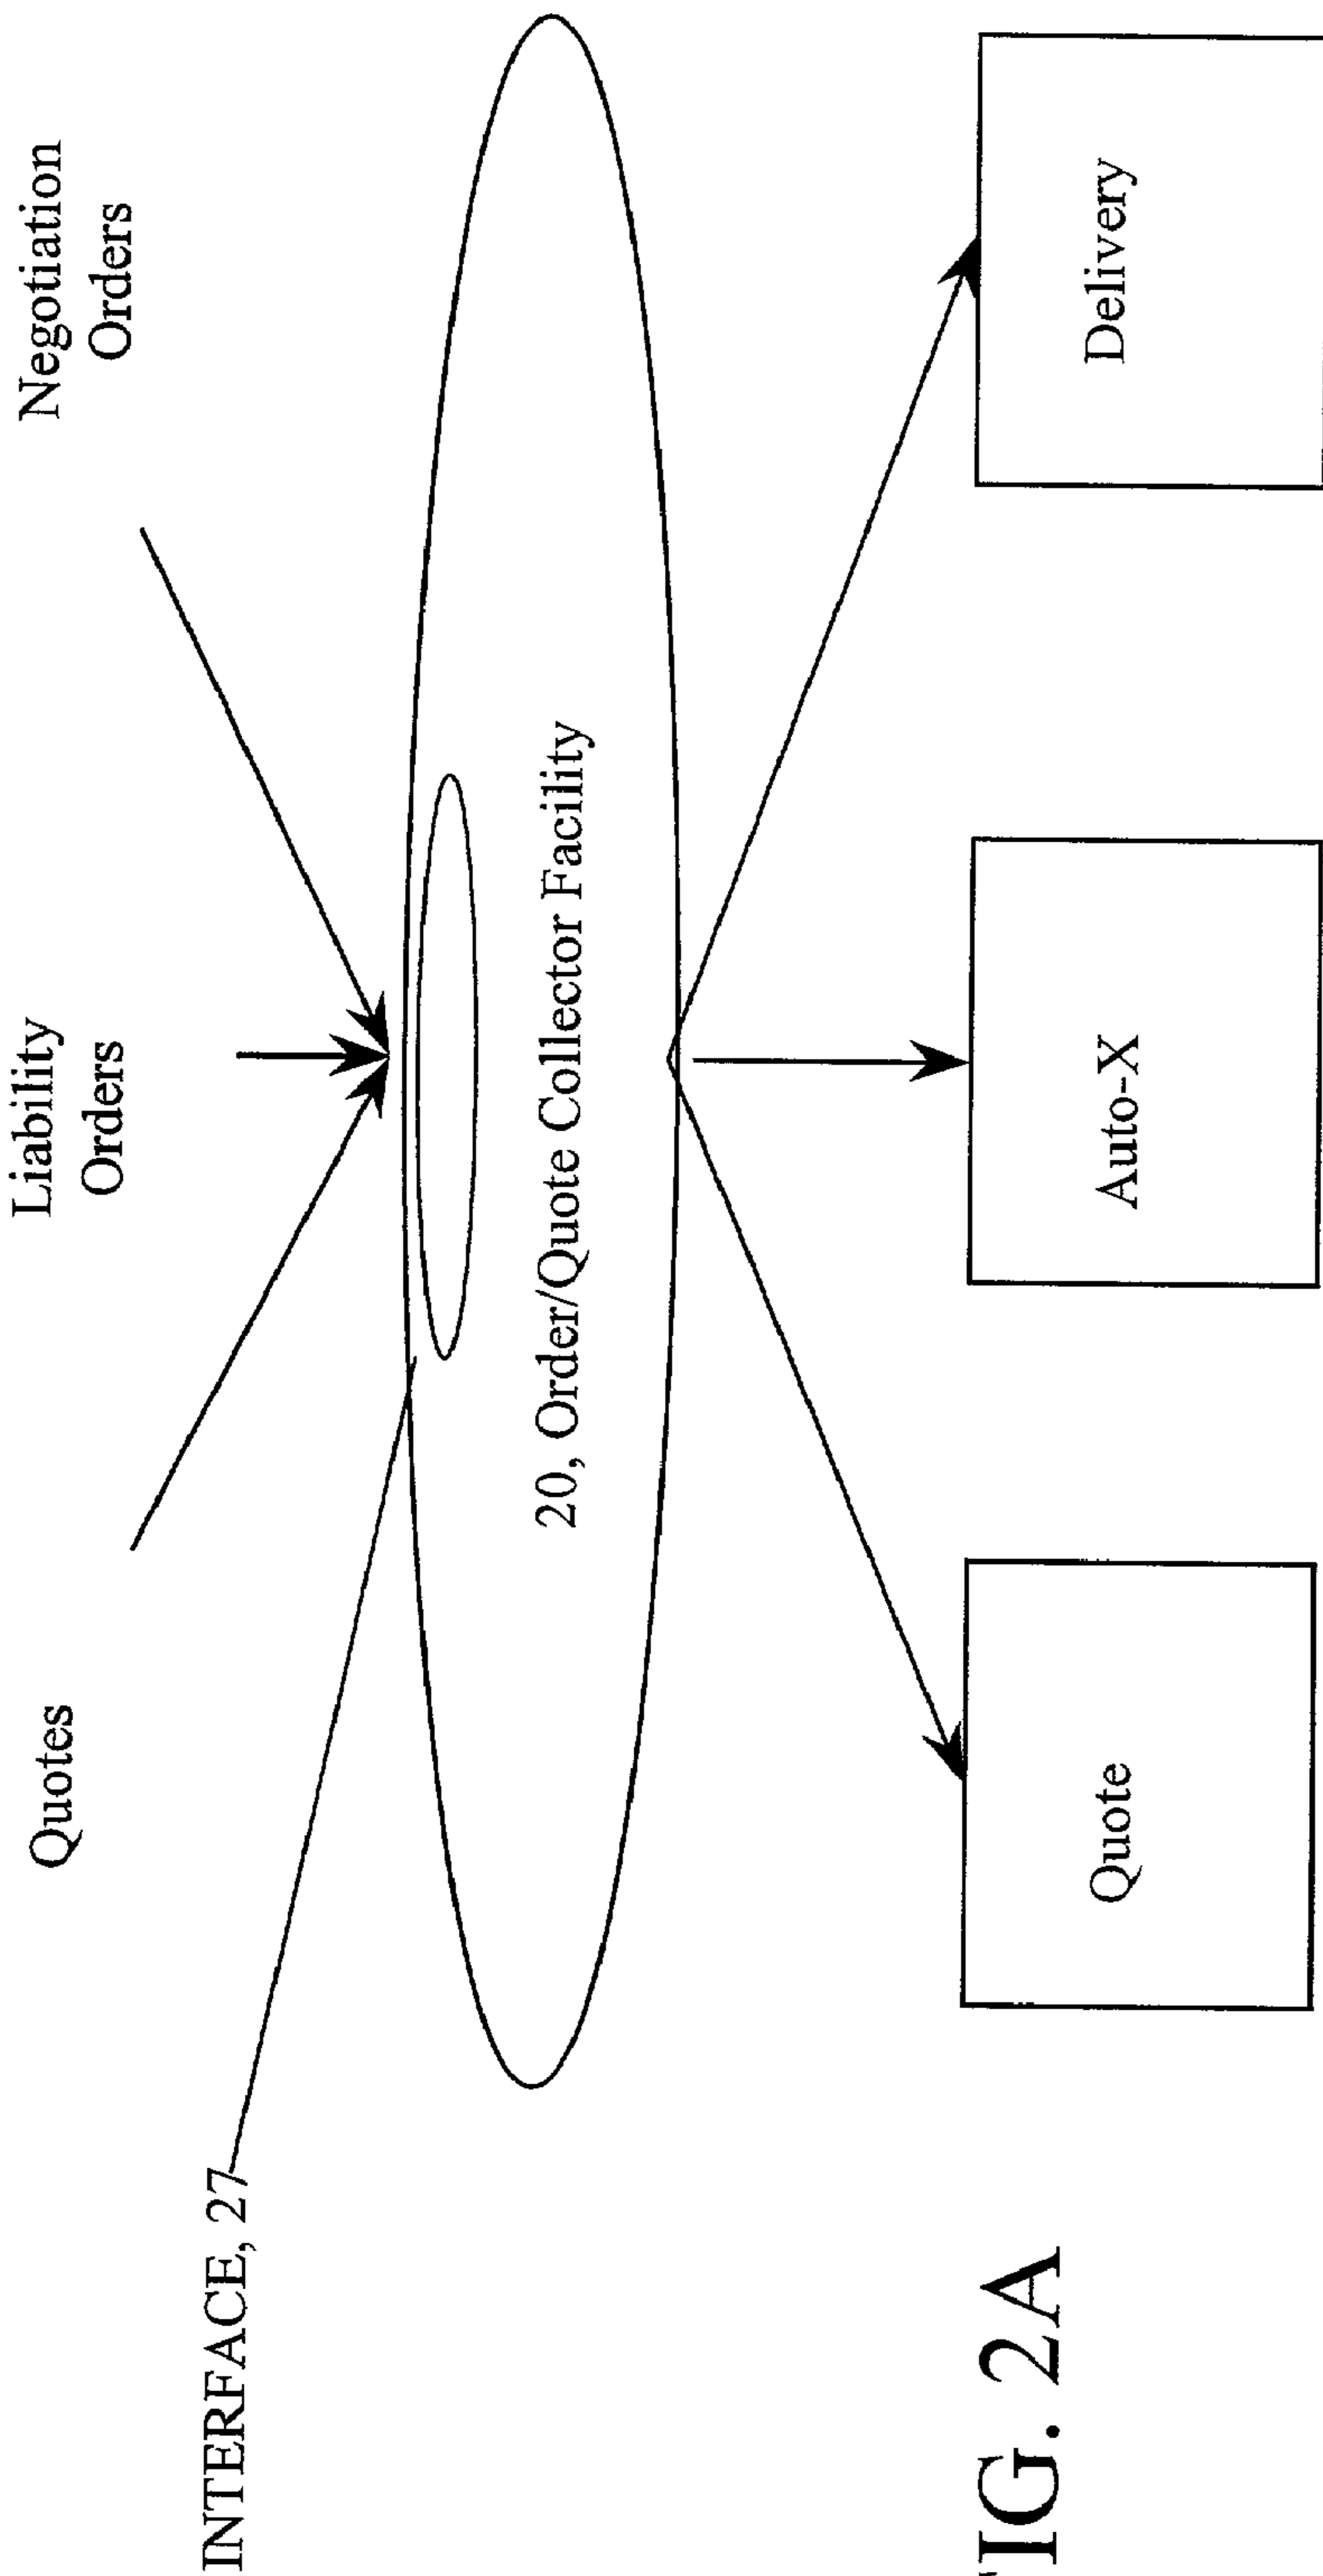 Quotes
Liability
Orders
Negotiation
Orders
INTERFACE, 27
20, Order/Quote Collector Facility
Quote
Auto-X
Delivery
IG. 2A